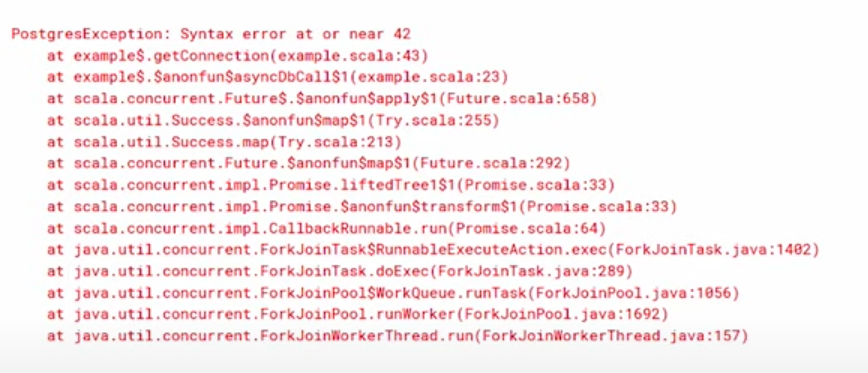 PostgresException: Syntax error at or near 42
at example$.getConnection(example.scala:43)
at example$.$anonfun$asyncDbCall$1(example.scala:23)
at scala.concurrent.Future$.$anonfun$apply$1(Future.scala:658)
at scala.util.Success.$anonfun$map$1(Try.scala:255)
at scala.util.Success.map(Try.scala:213)
at scala.concurrent.Future.$anonfun$map$1(Future.scala:292)
at scala.concurrent.impl.Promise.liftedTree1$1(Promise.scala:33)
at scala.concurrent.impl.Promise.$anonfun$transform$1(Promise.scala:33)
at scala.concurrent.impl.CallbackRunnable.run(Promise.scala:64)
at java.util.concurrent.ForkJoinTask$RunnableExecuteAction.exec(ForkJoinTask.java:1402)
at java.util.concurrent.ForkJoinTask.doExec(ForkJoinTask.java:289)
at java.util.concurrent.ForkJoinPool$WorkQueue.runTask(ForkJoinPool.java:1056)
at java.util.concurrent.ForkJoinPool.runWorker(ForkJoinPool.java:1692)
at java.util.concurrent.ForkJoinWorkerThread.run(ForkJoinWorkerThread.java:157)